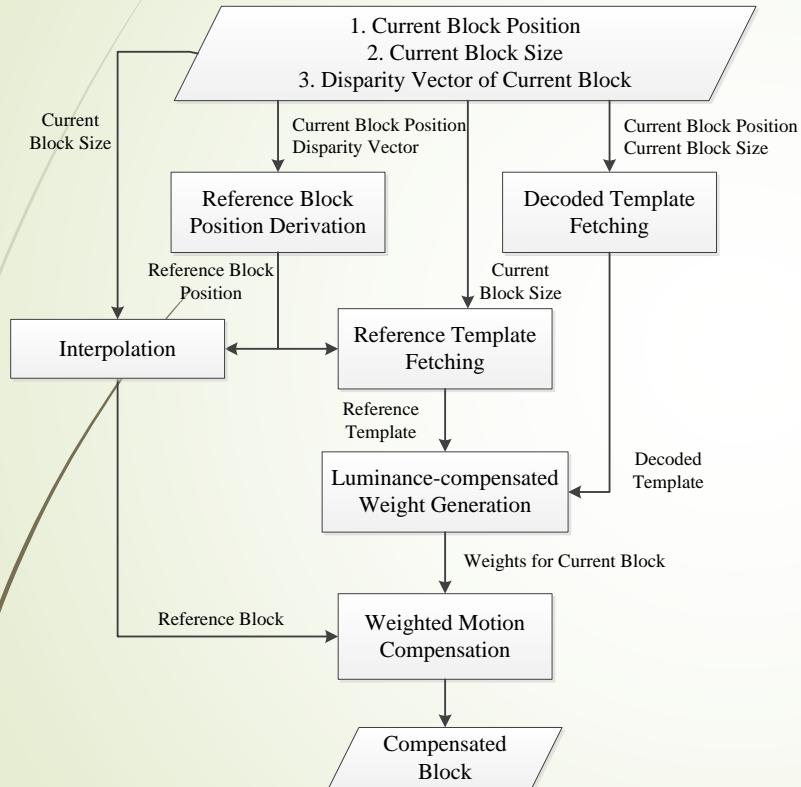 1. Current Block Position
2. Current Block Size
3. Disparity Vector of Current Block
Current
Block Size
Current Block Position
Disparity Vector
Current Block Position
Current Block Size
Reference Block
Position Derivation
Decoded Template
Fetching
Reference Block
Position
Current
Block Size
Interpolation
Reference Template
Fetching
Reference
Template
Luminance-compensated
Weight Generation
Decoded
Template
Weights for Current Block
Reference Block
Weighted Motion
Compensation
Compensated
Block